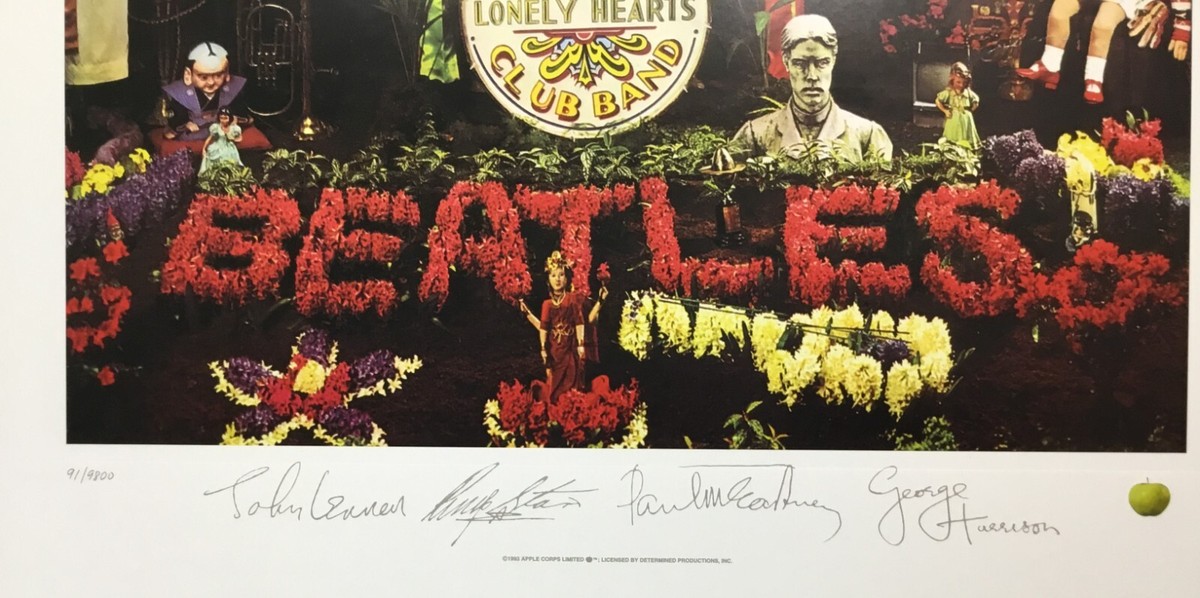 LONELY HEARTS
CLUB BAND
BEATLES
91/9800 John Lennon Ringo Starr Paul McCartney George Harrison
©1993 APPLE CORPS LIMITED ™; LICENSED BY DETERMINED PRODUCTIONS, INC.